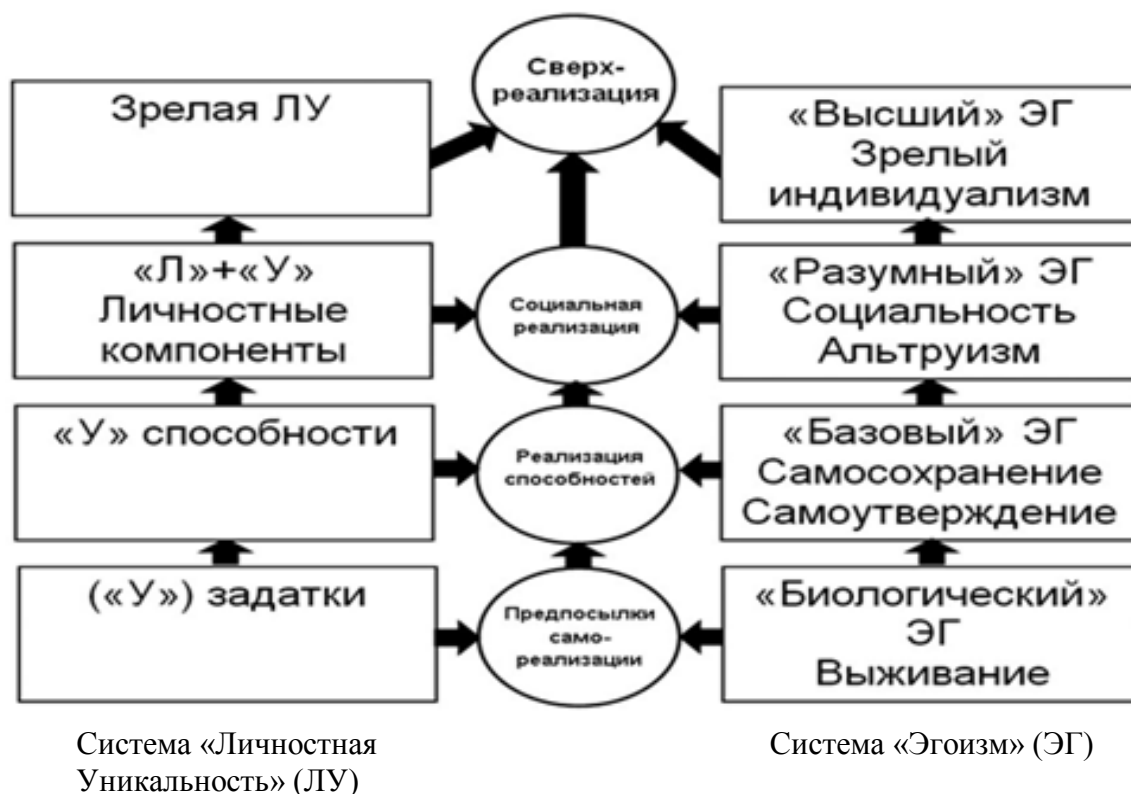 Сверх-
реализация
Зрелая ЛУ
«Высший» ЭГ
Зрелый
индивидуализм
«Л»+«У»
Личностные
компоненты
Социальная
реализация
«Разумный» ЭГ
Социальность
Альтруизм
«У» способности
Реализация
способностей
«Базовый» ЭГ
Самосохранение
Самоутверждение
(«У») задатки
Предпосылки
само-
реализации
«Биологический»
ЭГ
Выживание
Система «Личностная
Уникальность» (ЛУ)
Система «Эгоизм» (ЭГ)